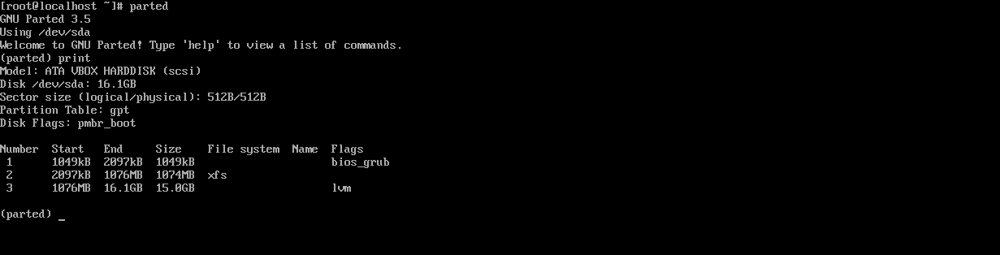 [root@localhost ~]# parted
GNU Parted 3.5
Using /dev/sda
Welcome to GNU Parted! Type 'help' to view a list of commands.
(parted) print
Model: ATA VBOX HARDDISK (scsi)
Disk /dev/sda: 16.1GB
Sector size (logical/physical): 512B/512B
Partition Table: gpt
Disk Flags: pmbr_boot

Number  Start   End     Size    File system  Name  Flags
 1      1049kB  2097kB  1049kB                     bios_grub
 2      2097kB  1076MB  1074MB  xfs
 3      1076MB  16.1GB  15.0GB                     lvm

(parted) _